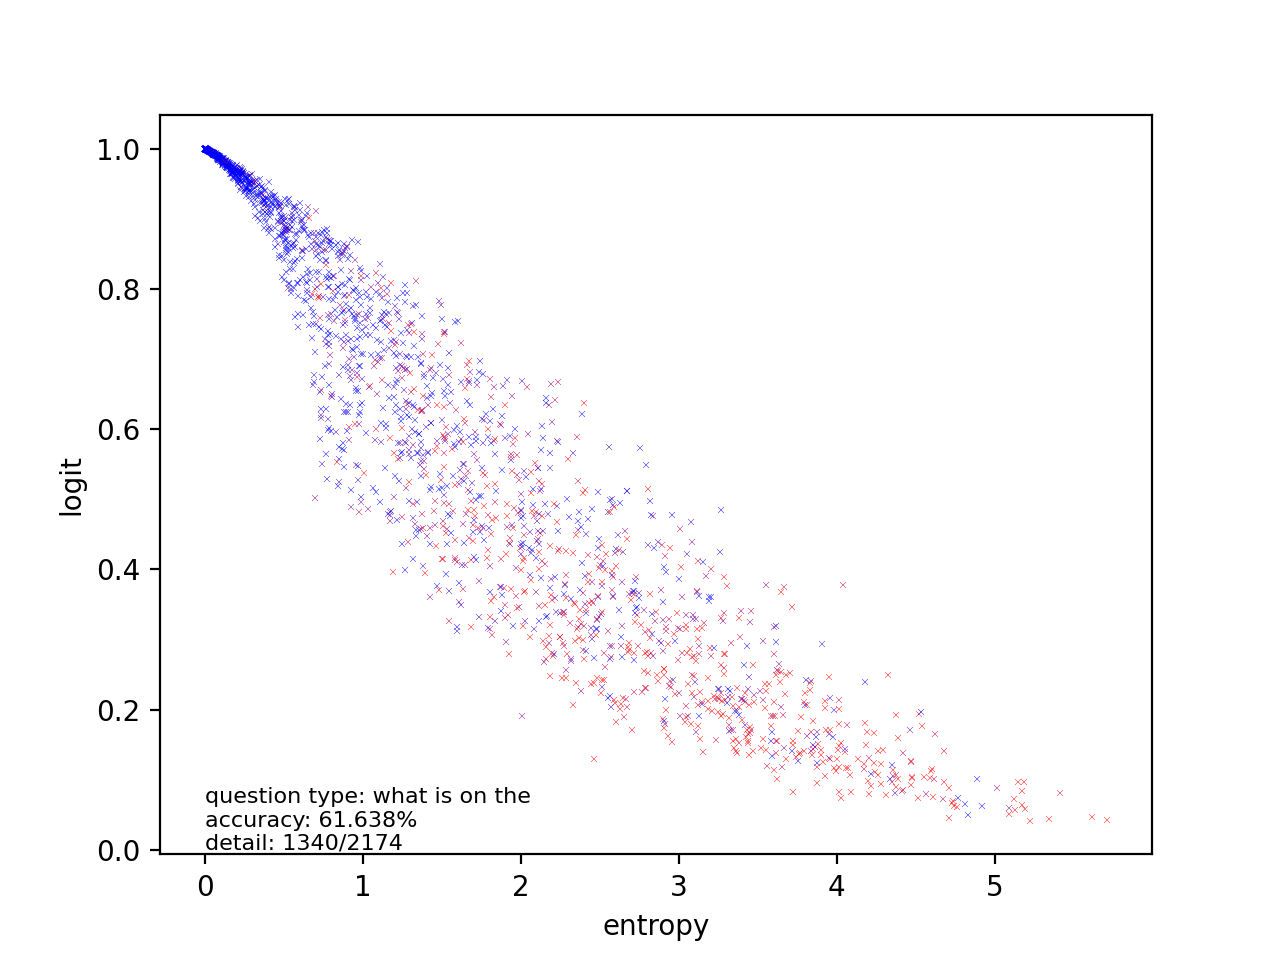 1.0
0.8
0.6
0.4
0.2
0.0
logit
question type: what is on the
accuracy: 61.638%
detail: 1340/2174
0 1 2 3 4 5
entropy